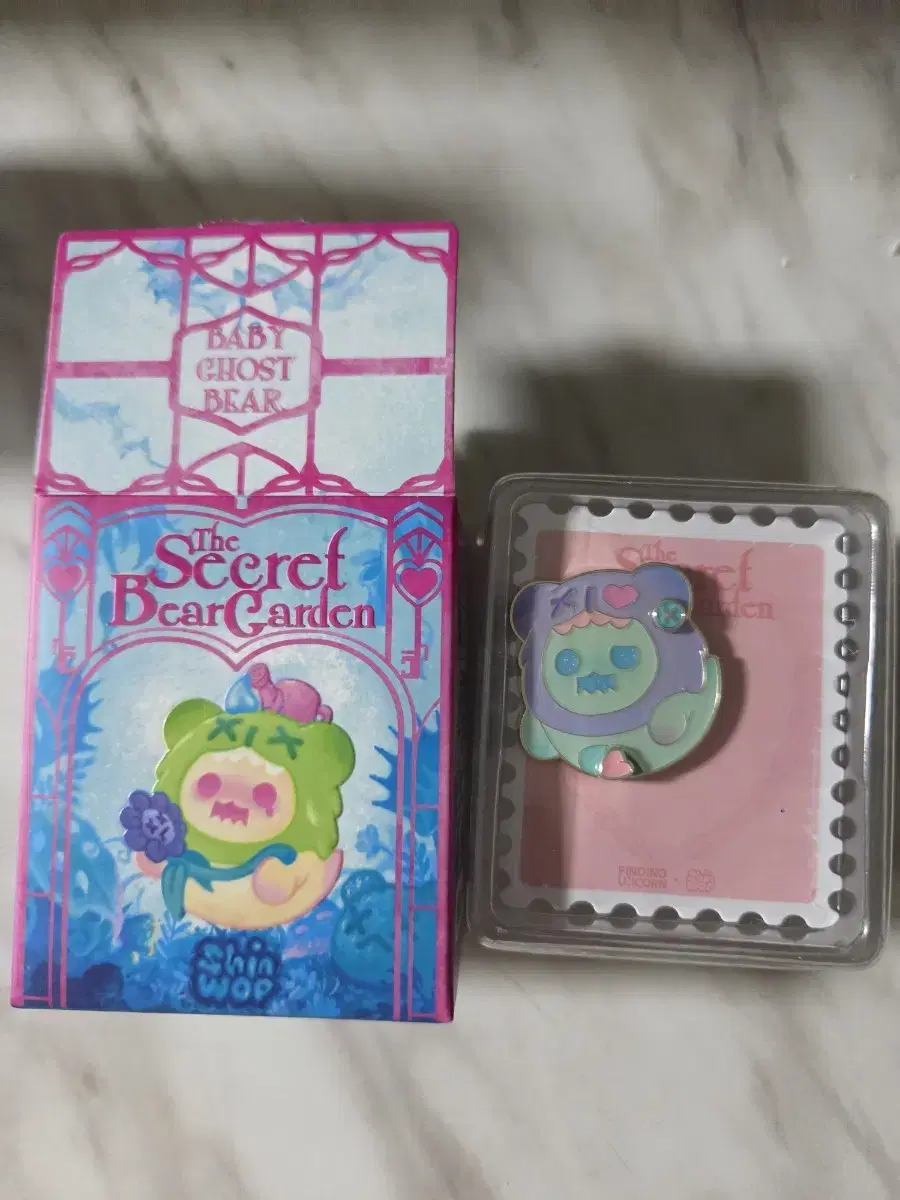 BABY
GHOST
BEAR
The
Secret
Bear Garden
Shin
WOO
The
Secret
Garden
FINDING
UNICORN